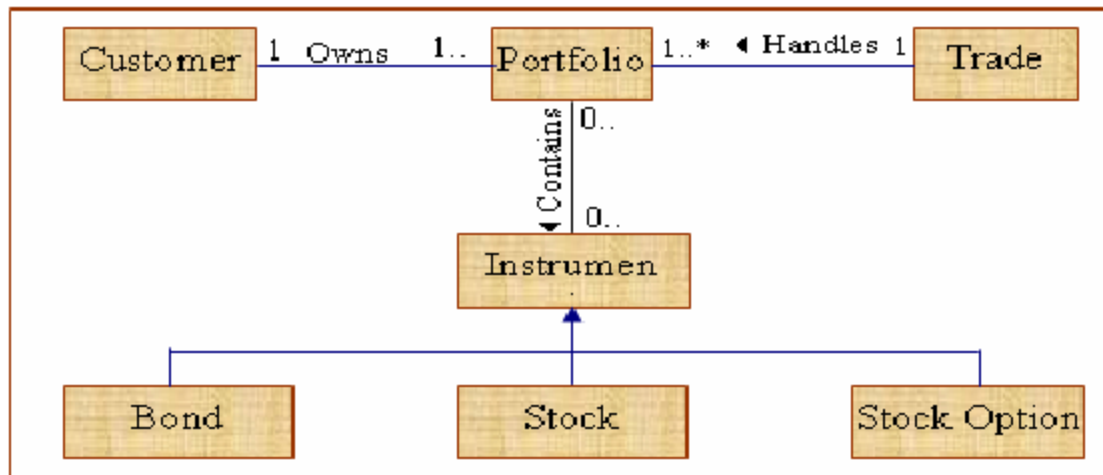 Customer 1 Owns 1.. Portfolio 1..* ◄ Handles 1 Trade
0..
◄ Contains
0..
Instrumen
Bond Stock Stock Option